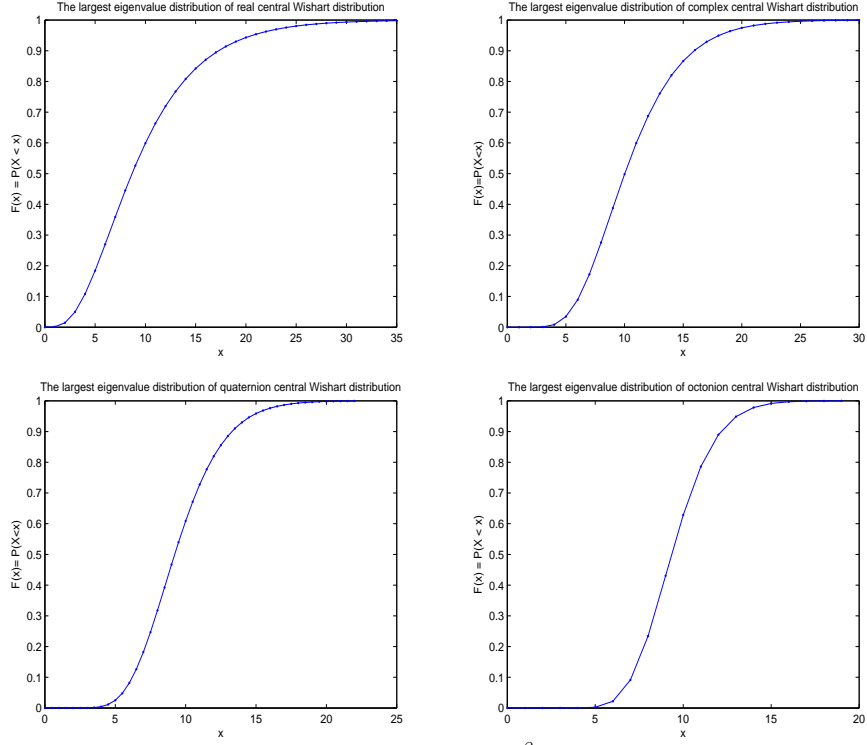 The largest eigenvalue distribution of real central Wishart distribution
1
0.9
0.8
0.7
0.6
0.5
0.4
0.3
0.2
0.1
0
F(x) = P(X < x)
0 5 10 15 20 25 30 35
x
The largest eigenvalue distribution of complex central Wishart distribution
1
0.9
0.8
0.7
0.6
0.5
0.4
0.3
0.2
0.1
0
F(x)=P(X<x)
0 5 10 15 20 25 30
x
The largest eigenvalue distribution of quaternion central Wishart distribution
1
0.9
0.8
0.7
0.6
0.5
0.4
0.3
0.2
0.1
0
F(x)= P(X<x)
0 5 10 15 20 25
x
The largest eigenvalue distribution of octonion central Wishart distribution
1
0.9
0.8
0.7
0.6
0.5
0.4
0.3
0.2
0.1
0
F(x) = P(X < x)
0 5 10 15 20
x